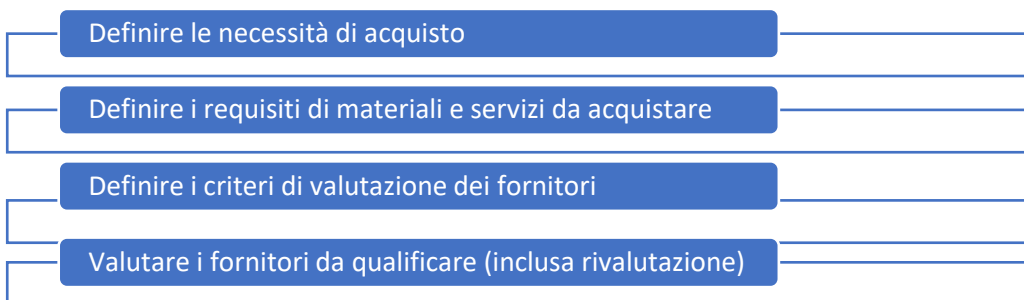 Definire le necessità di acquisto
Definire i requisiti di materiali e servizi da acquistare
Definire i criteri di valutazione dei fornitori
Valutare i fornitori da qualificare (inclusa rivalutazione)